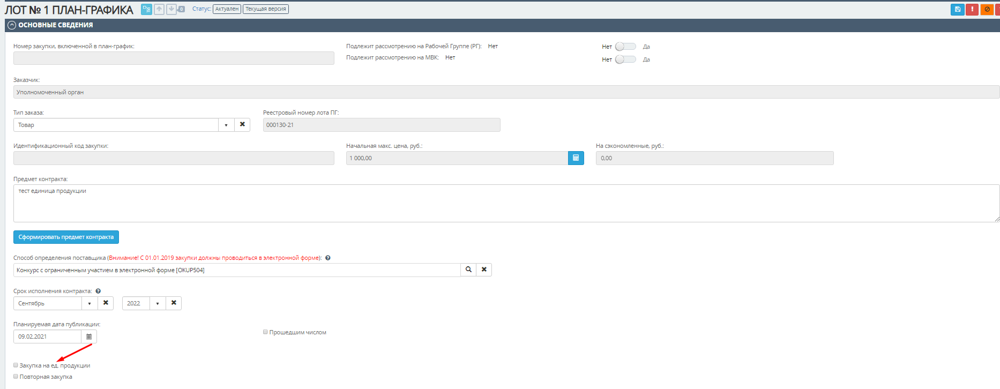 ЛОТ № 1 ПЛАН-ГРАФИКА 0 Статус: Актуален Текущая версия
ОСНОВНЫЕ СВЕДЕНИЯ
Номер закупки, включенной в план-график:
Подлежит рассмотрению на Рабочей Группе (РГ): Нет Нет Да
Подлежит рассмотрению на МВК: Нет Нет Да
Заказчик:
Уполномоченный орган
Тип заказа: Реестровый номер лота ПГ:
Товар 000130-21
Идентификационный код закупки: Начальная макс. цена, руб.: На сэкономленные, руб.:
1 000,00 0,00
Предмет контракта:
тест единица продукции
Сформировать предмет контракта
Способ определения поставщика (Внимание! С 01.01.2019 закупки должны проводиться в электронной форме):
Конкурс с ограниченным участием в электронной форме [OKUP504]
Срок исполнения контракта:
Сентябрь 2022
Планируемая дата публикации:
09.02.2021 Прошедшим числом
Закупка на ед. продукции
Повторная закупка